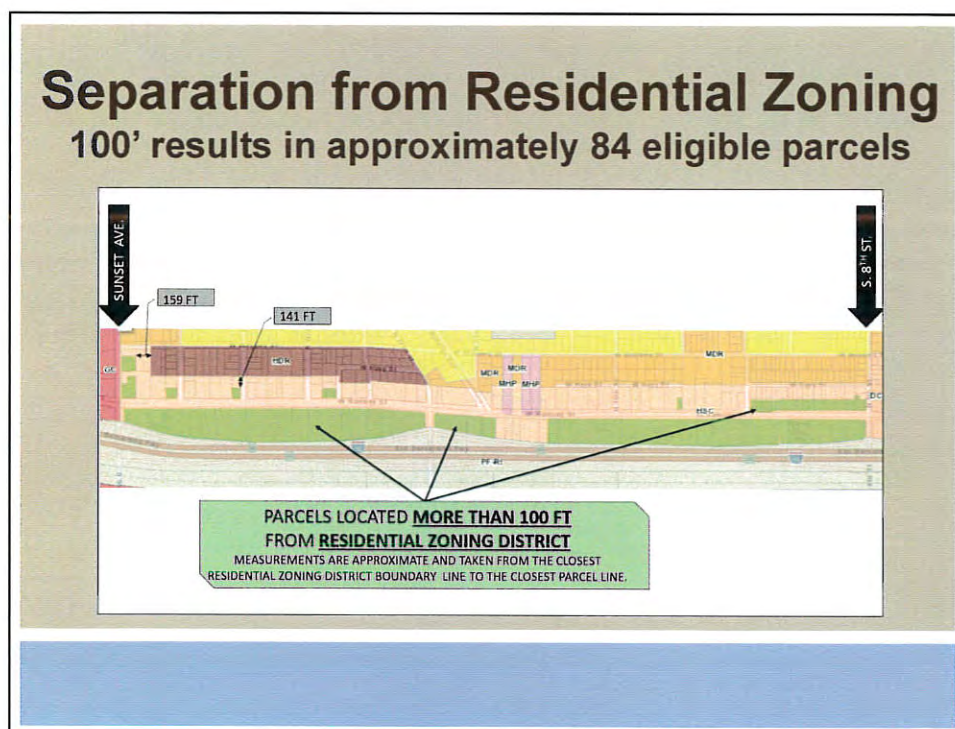 Separation from Residential Zoning
100' results in approximately 84 eligible parcels
SUNSET AVE.
S. 8TH ST.
159 FT
141 FT
HDR
MDR
MDR
MDR
MHP
MHP
PARCELS LOCATED MORE THAN 100 FT
FROM RESIDENTIAL ZONING DISTRICT
MEASUREMENTS ARE APPROXIMATE AND TAKEN FROM THE CLOSEST
RESIDENTIAL ZONING DISTRICT BOUNDARY LINE TO THE CLOSEST PARCEL LINE.